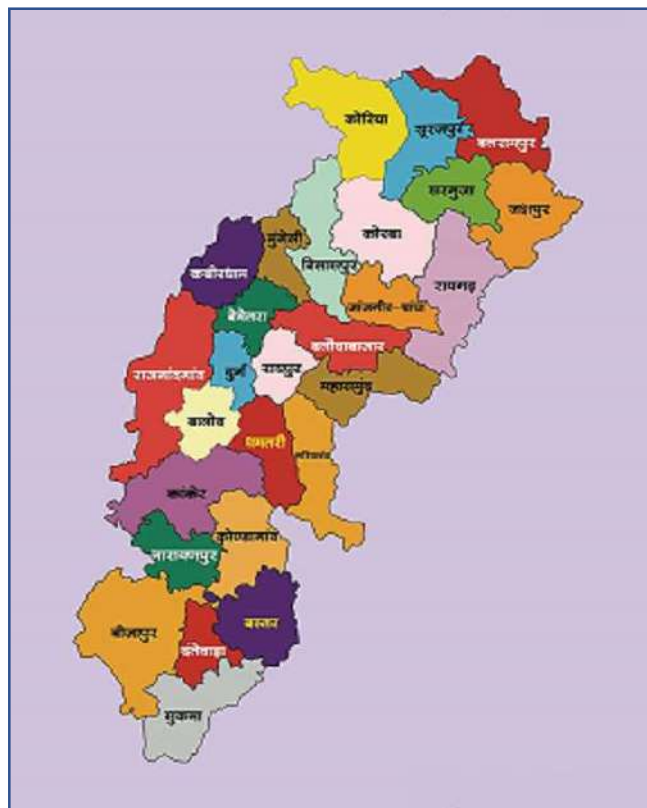 कोरिया
सूरजपुर
बलरामपुर
सरगुजा
जशपुर
कोरबा
मुंगेली
बिलासपुर
कबीरधाम
रायगढ़
जांजगीर-चांपा
बेमेतरा
बलौदाबाजार
राजनांदगांव
दुर्ग
रायपुर
महासमुंद
बालोद
धमतरी
कांकेर
कोण्डागांव
नारायणपुर
बीजापुर
बस्तर
दंतेवाड़ा
सुकमा